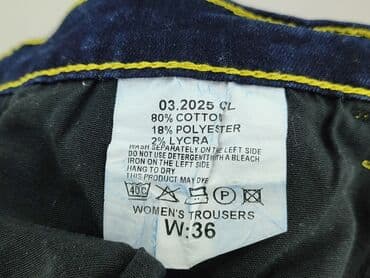 03.2025 CL
80% COTTON
18% POLYESTER
2% LYCRA
WASH SEPARATELY ON THE LEFT SIDE
DO NOT USE DETERGENT WITH A BLEACH
IRON ON THE LEFT SIDE
HANG TO DRY
THIS PRODUCT MAY DYE
40C
WOMEN'S TROUSERS
W:36